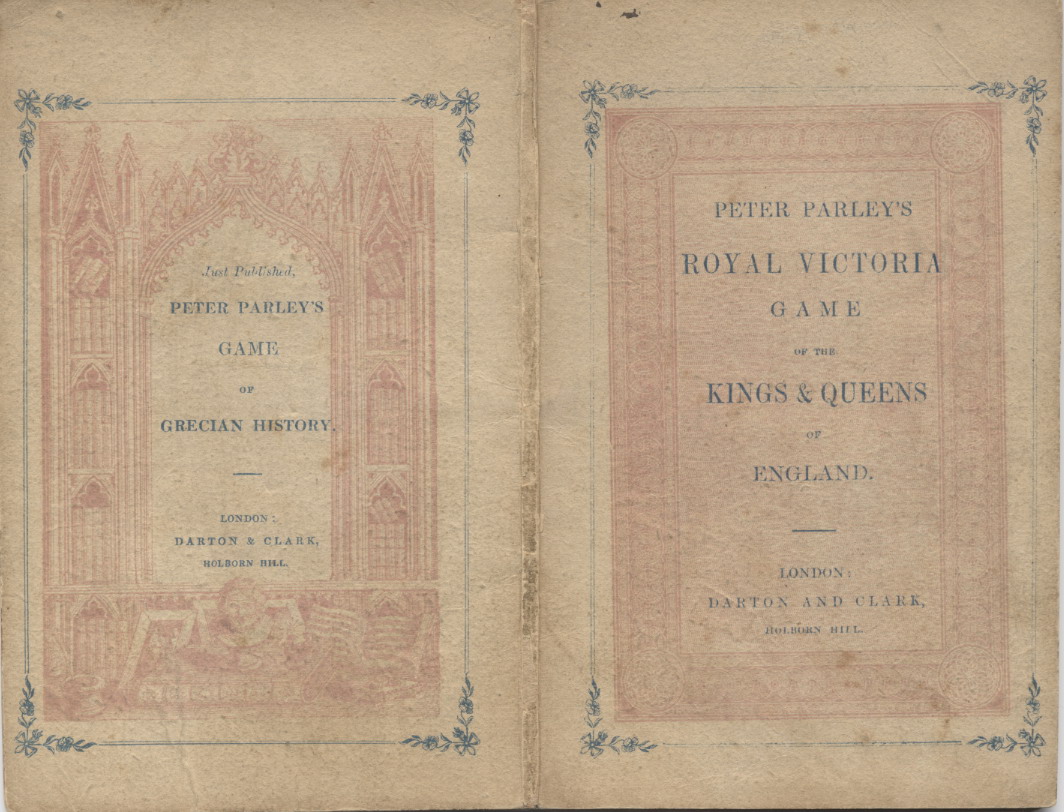 Just Published,
PETER PARLEY'S
GAME
OF
GRECIAN HISTORY.
LONDON:
DARTON & CLARK,
HOLBORN HILL.
PETER PARLEY'S
ROYAL VICTORIA
GAME
OF THE
KINGS & QUEENS
OF
ENGLAND.
LONDON:
DARTON AND CLARK,
HOLBORN HILL.